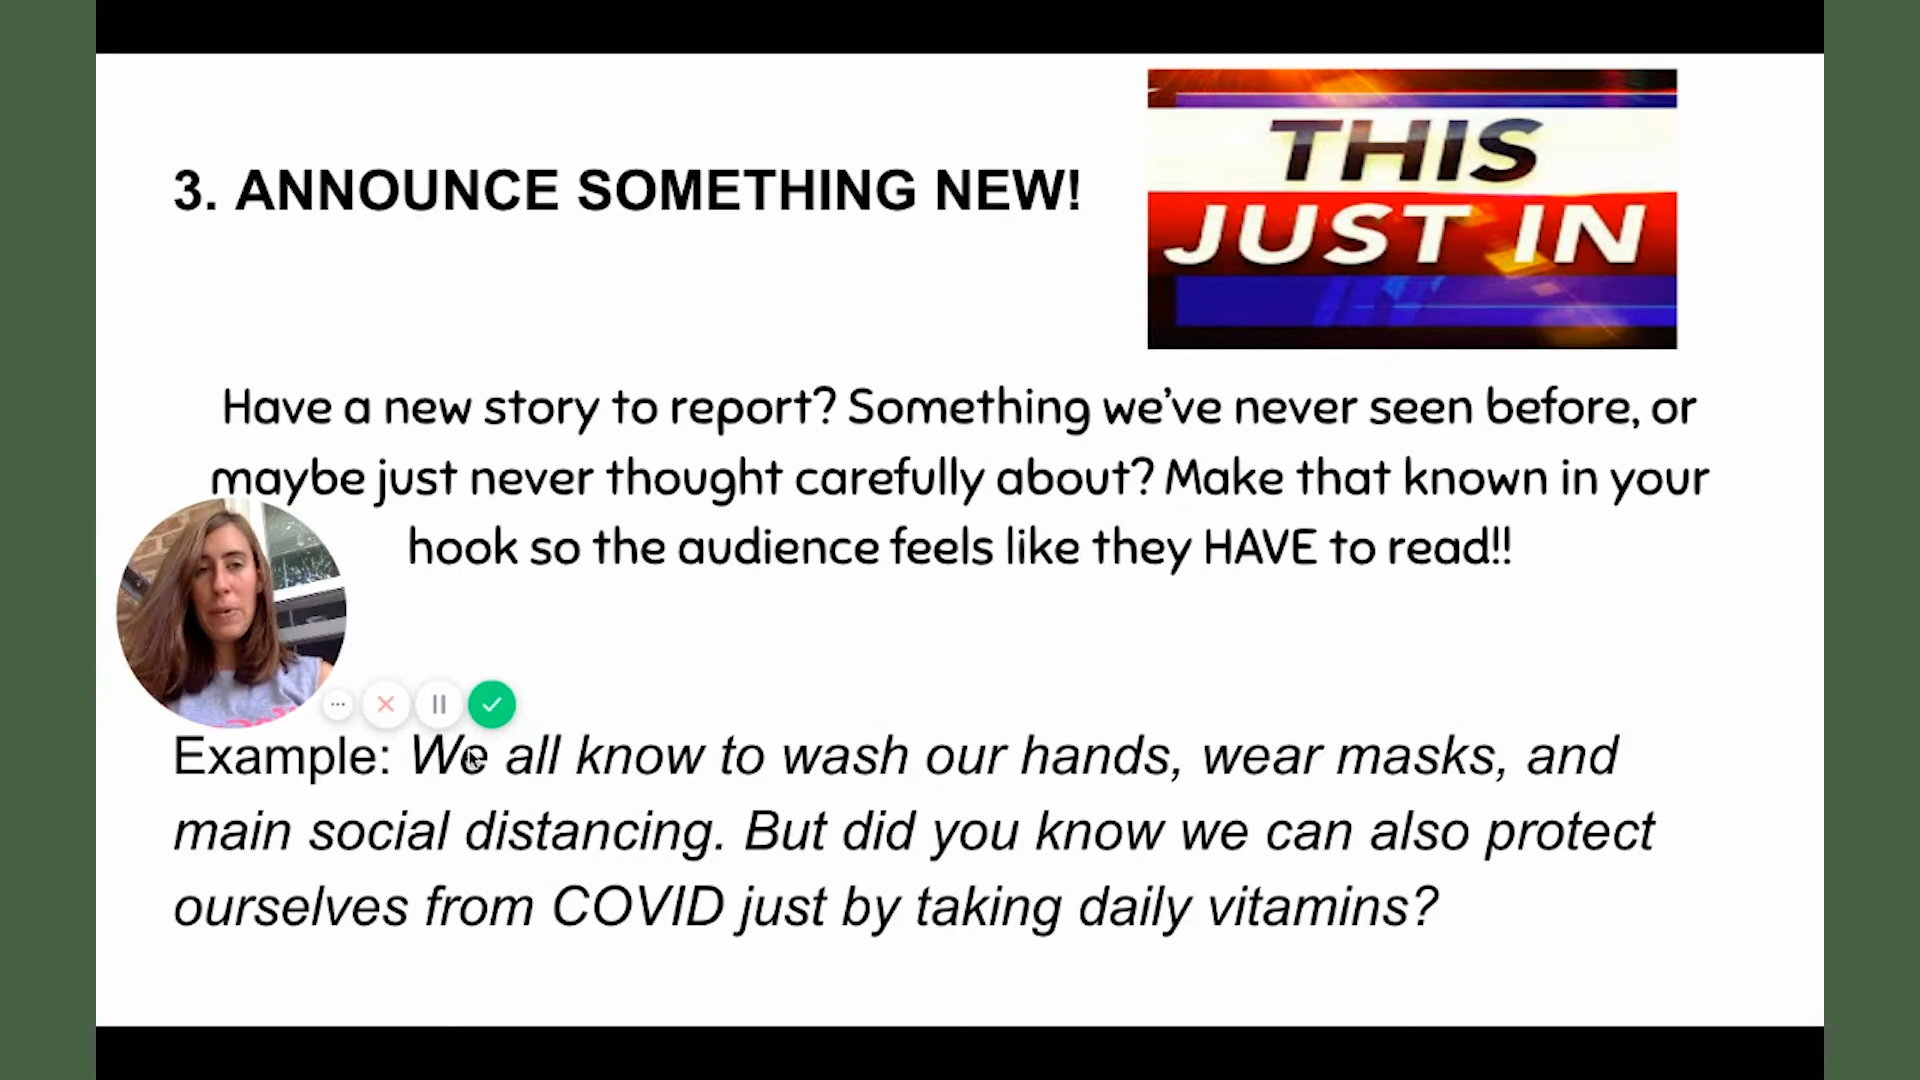 3. ANNOUNCE SOMETHING NEW!
THIS
JUST IN
Have a new story to report? Something we've never seen before, or
maybe just never thought carefully about? Make that known in your
hook so the audience feels like they HAVE to read!!
Example: We all know to wash our hands, wear masks, and
main social distancing. But did you know we can also protect
ourselves from COVID just by taking daily vitamins?